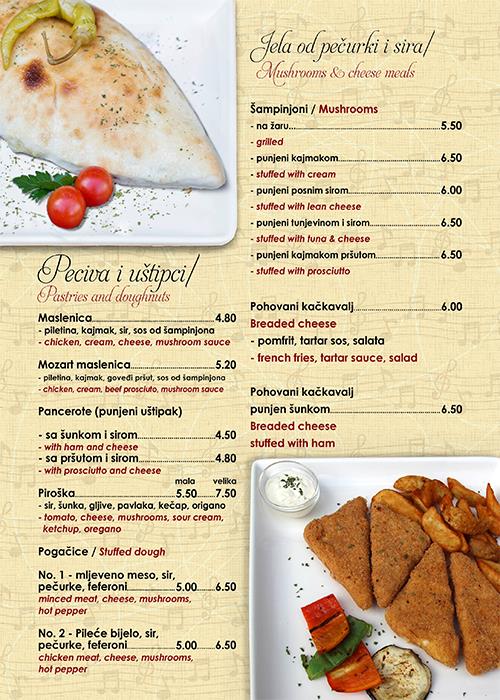 Jela od pečurki i sira/
Mushrooms & cheese meals
Šampinjoni / Mushrooms
- na žaru...5.50
- grilled
- punjeni kajmakom...6.50
- stuffed with cream
- punjeni posnim sirom...6.00
- stuffed with lean cheese
- punjeni tunjevinom i sirom...6.50
- stuffed with tuna & cheese
- punjeni kajmakom pršutom...6.50
- stuffed with prosciutto
Pohovani kačkavalj...6.00
Breaded cheese
- pomfrit, tartar sos, salata
- french fries, tartar sauce, salad
Pohovani kačkavalj
punjen šunkom...6.50
Breaded cheese
stuffed with ham
Peciva i uštipci/
Pastries and doughnuts
Maslenica...4.80
- piletina, kajmak, sir, sos od šampinjona
- chicken, cream, cheese, mushroom sauce
Mozart maslenica...5.20
- piletina, kajmak, goveđi pršut, sos od šampinjona
- chicken, cream, beef prosciuto, mushroom sauce
Pancerote (punjeni uštipak)
- sa šunkom i sirom...4.50
- with ham and cheese
- sa pršutom i sirom...4.80
- with prosciutto and cheese
mala velika
Piroška...5.50...7.50
- sir, šunka, gljive, pavlaka, kečap, origano
- tomato, cheese, mushrooms, sour cream,
ketchup, oregano
Pogačice / Stuffed dough
No. 1 - mljeveno meso, sir,
pečurke, feferoni...5.00...6.50
minced meat, cheese, mushrooms,
hot pepper
No. 2 - Pileće bijelo, sir,
pečurke, feferoni...5.00...6.50
chicken meat, cheese, mushrooms,
hot pepper